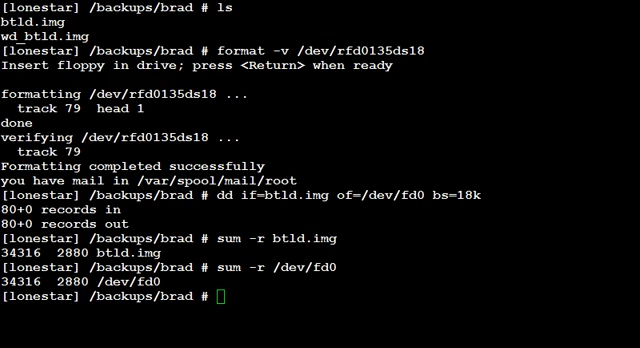 [lonestar] /backups/brad # ls
btld.img
wd_btld.img
[lonestar] /backups/brad # format -v /dev/rfd0135ds18
Insert floppy in drive; press <Return> when ready
formatting /dev/rfd0135ds18 ...
track 79  head 1
done
verifying /dev/rfd0135ds18 ...
track 79
Formatting completed successfully
you have mail in /var/spool/mail/root
[lonestar] /backups/brad # dd if=btld.img of=/dev/fd0 bs=18k
80+0 records in
80+0 records out
[lonestar] /backups/brad # sum -r btld.img
34316  2880 btld.img
[lonestar] /backups/brad # sum -r /dev/fd0
34316  2880 /dev/fd0
[lonestar] /backups/brad #